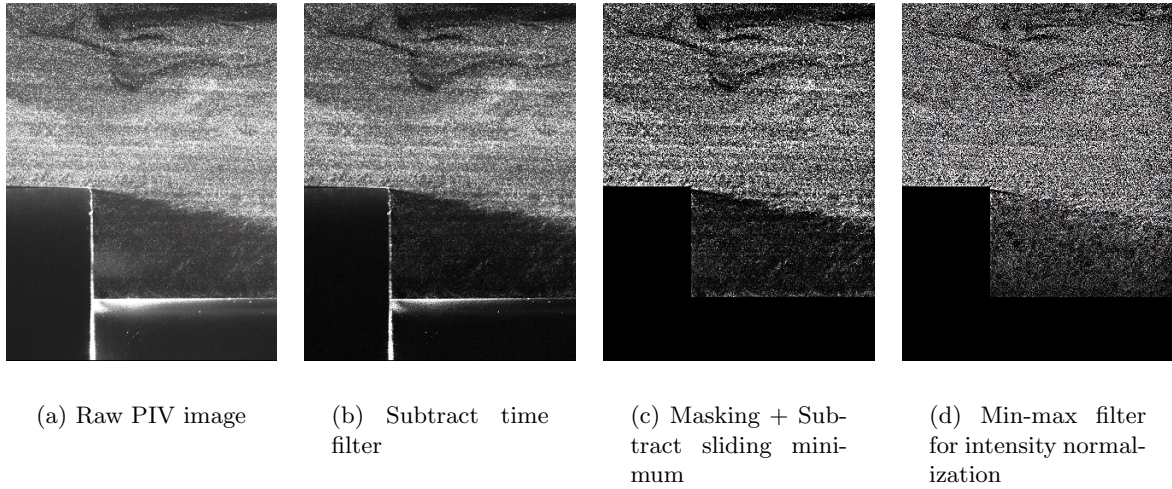 (a) Raw PIV image
(b) Subtract time
filter
(c) Masking + Sub-
tract sliding mini-
mum
(d) Min-max filter
for intensity normal-
ization